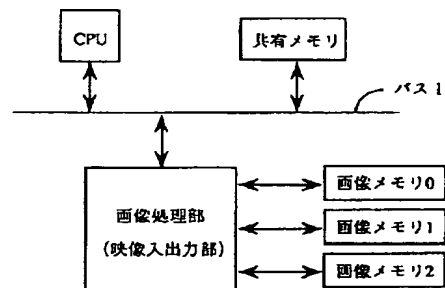 CPU
共有メモリ
バス1
画像処理部
(映像入出力部)
画像メモリ0
画像メモリ1
画像メモリ2